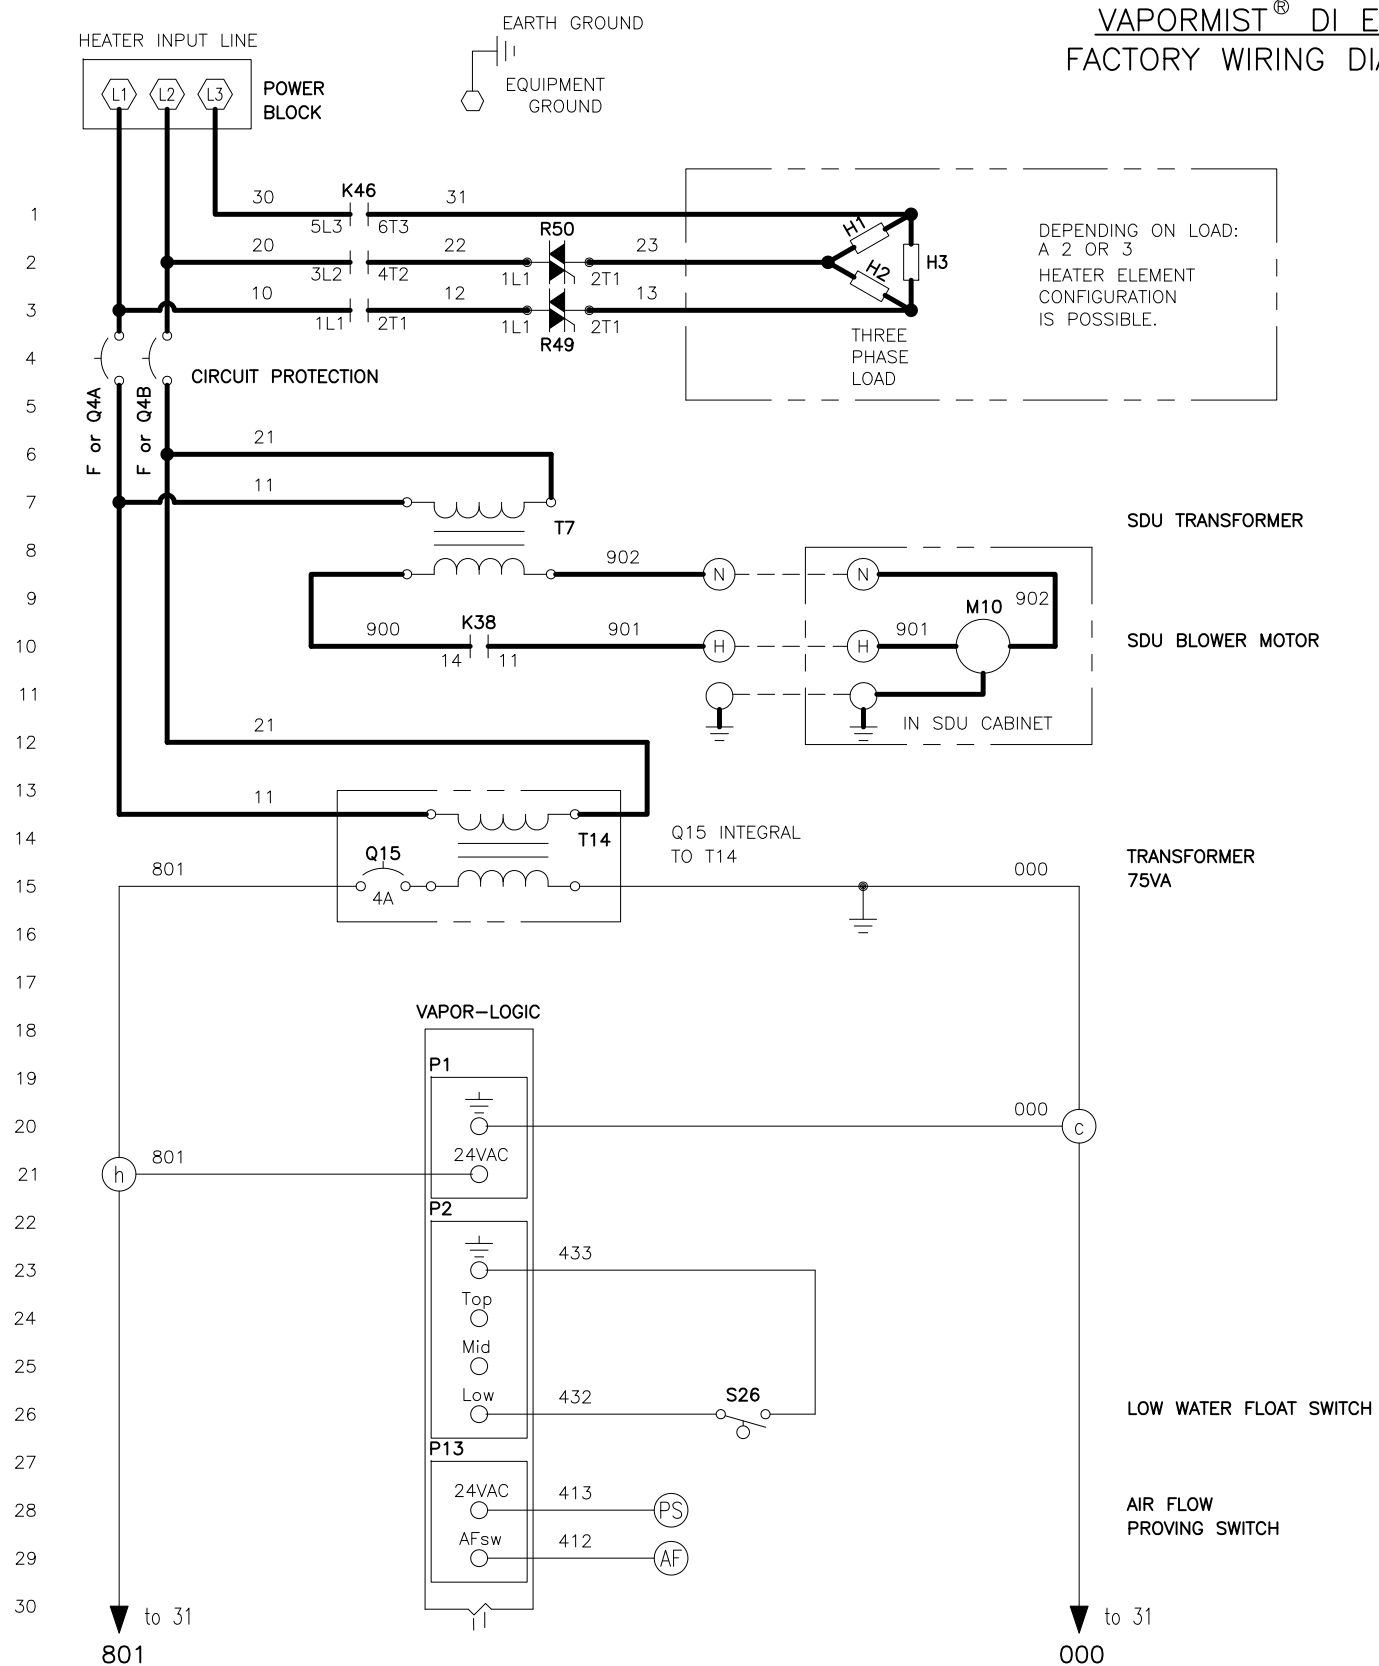 VAPORMIST® DI E
FACTORY WIRING DIA
EARTH GROUND
HEATER INPUT LINE
EQUIPMENT
GROUND
L1 L2 L3
POWER
BLOCK
1
30
K46
31
5L3 6T3
R50
H1
DEPENDING ON LOAD:
A 2 OR 3
HEATER ELEMENT
CONFIGURATION
IS POSSIBLE.
2
20
22
23
3L2 4T2
1L1 2T1
H2
H3
3
10
12
13
1L1 2T1
1L1 2T1
R49
THREE
PHASE
LOAD
4
CIRCUIT PROTECTION
F or Q4A
F or Q4B
5
6
21
7
11
T7
SDU TRANSFORMER
8
902
N N
9
M10
902
10
900
K38
901
14 11
H H
901
SDU BLOWER MOTOR
11
IN SDU CABINET
12
21
13
11
14
T14
Q15 INTEGRAL
TO T14
TRANSFORMER
75VA
15
801
Q15
4A
000
16
17
18
VAPOR-LOGIC
19
P1
20
000
c
24VAC
21
h
801
22
P2
23
433
24
Top
25
Mid
26
Low
432
S26
LOW WATER FLOAT SWITCH
27
P13
28
24VAC
413
PS
AIR FLOW
PROVING SWITCH
29
AFsw
412
AF
30
to 31
to 31
801
000